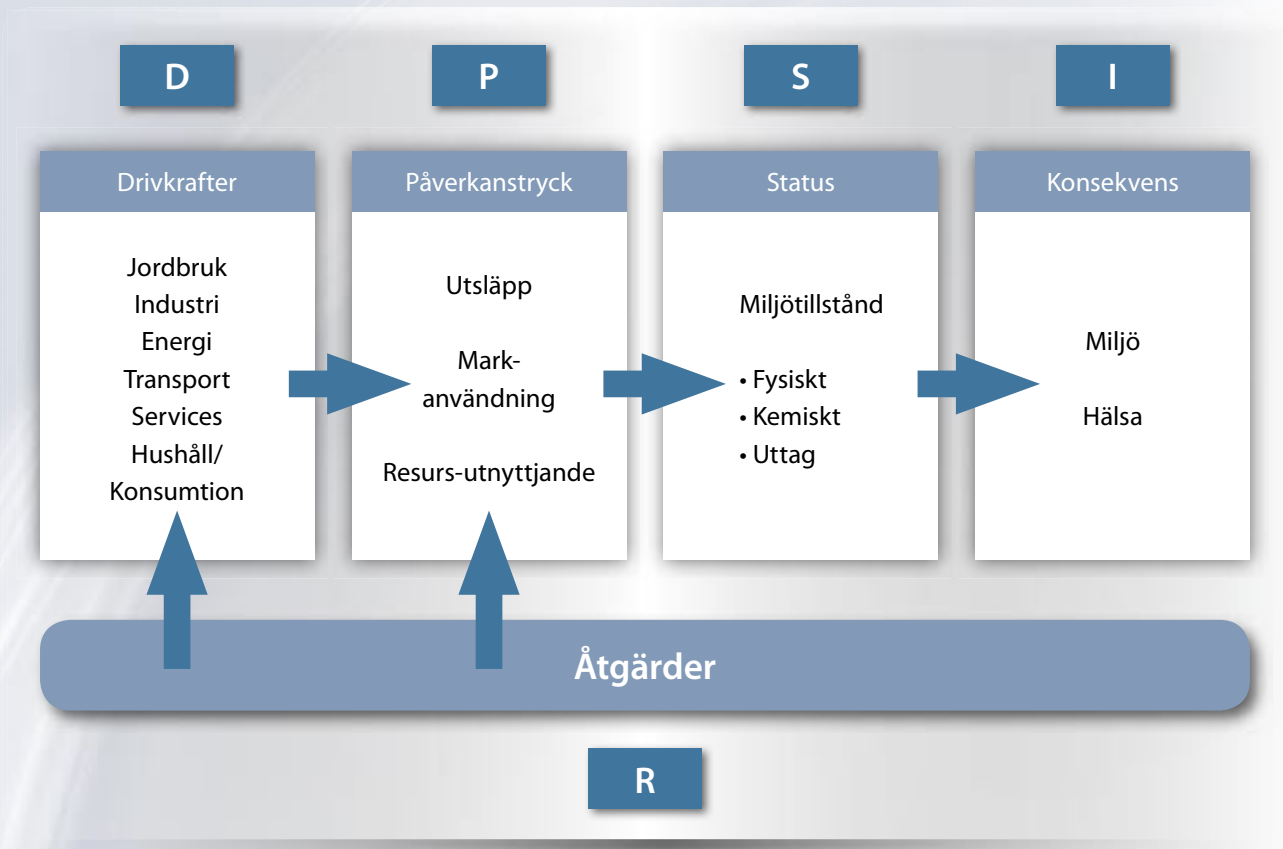 D
P
S
I
Drivkrafter
Jordbruk
Industri
Energi
Transport
Services
Hushåll/
Konsumtion
Påverkanstryck
Utsläpp
Mark-
användning
Resurs-utnyttjande
Status
Miljötillstånd
• Fysiskt
• Kemiskt
• Uttag
Konsekvens
Miljö
Hälsa
Åtgärder
R